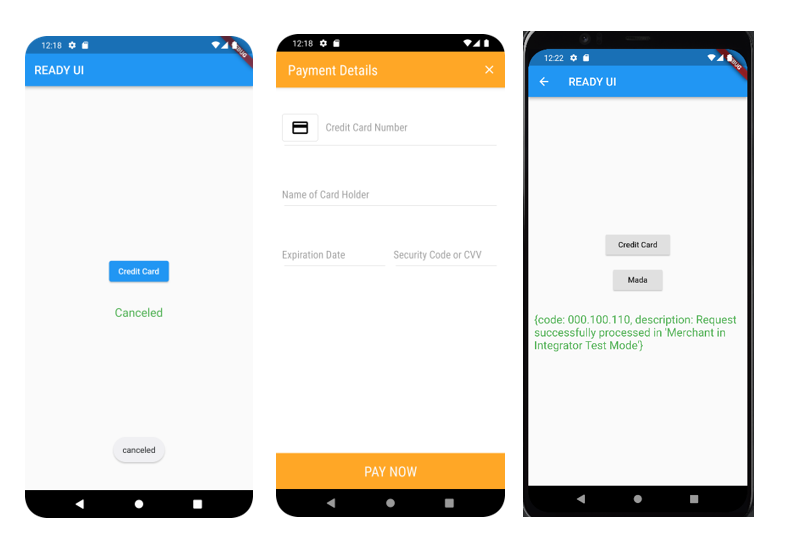 12:18
DEBUG
READY UI
Credit Card
Canceled
canceled
12:18
Payment Details
Credit Card Number
Name of Card Holder
Expiration Date
Security Code or CVV
PAY NOW
12:22
READY UI
Credit Card
Mada
{code: 000.100.110, description: Request
successfully processed in 'Merchant in
Integrator Test Mode'}